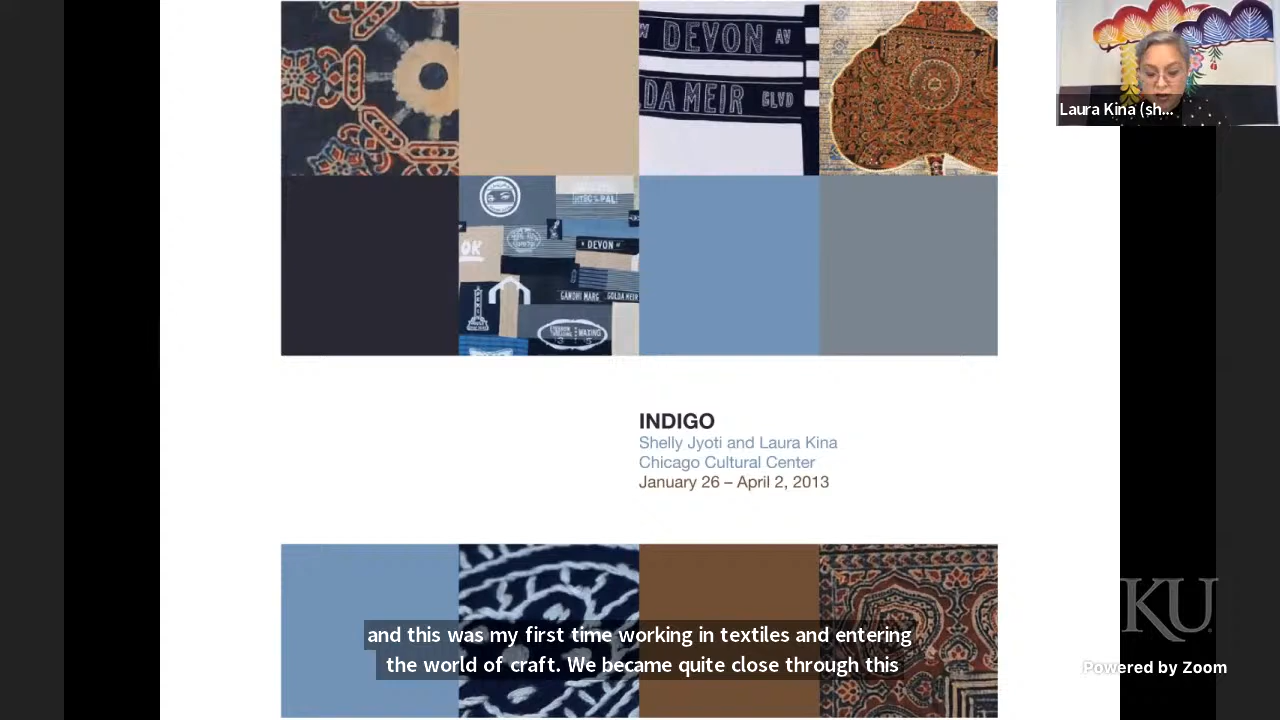 DEVON AV
LDA MEIR BLVD
Laura Kina (sh...
OK
DEVON
GANDHI MARG
GOLDA MEIR
WAXING
INDIGO
Shelly Jyoti and Laura Kina
Chicago Cultural Center
January 26 – April 2, 2013
and this was my first time working in textiles and entering
the world of craft. We became quite close through this
KU
Powered by Zoom